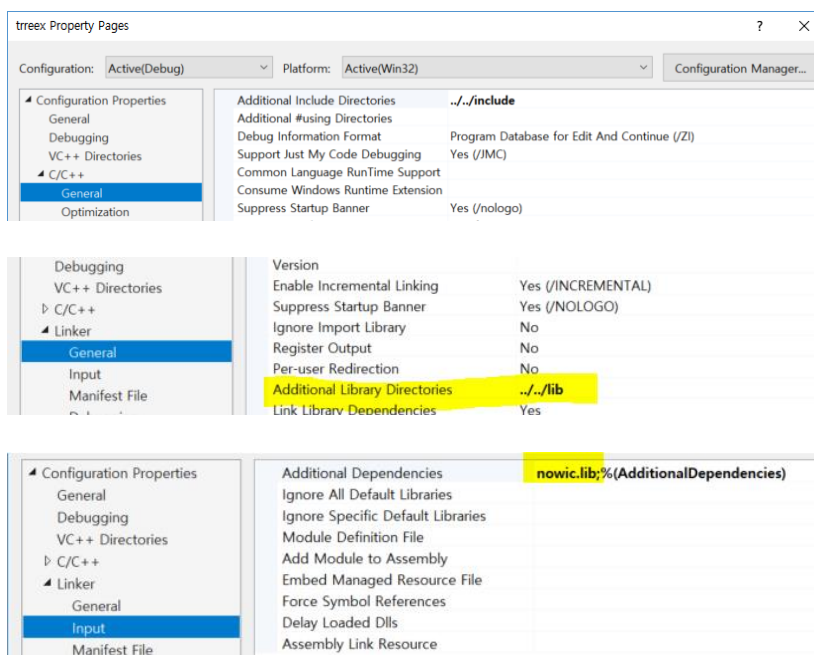 trreex Property Pages ? ×
Configuration: Active(Debug) Platform: Active(Win32) Configuration Manager...
Configuration Properties
General
Debugging
VC++ Directories
C/C++
General
Optimization
Additional Include Directories ../../include
Additional #using Directories
Debug Information Format Program Database for Edit And Continue (/ZI)
Support Just My Code Debugging Yes (/JMC)
Common Language RunTime Support
Consume Windows Runtime Extension
Suppress Startup Banner Yes (/nologo)
Debugging
VC++ Directories
C/C++
Linker
General
Input
Manifest File
Version
Enable Incremental Linking Yes (/INCREMENTAL)
Suppress Startup Banner Yes (/NOLOGO)
Ignore Import Library No
Register Output No
Per-user Redirection No
Additional Library Directories ../../lib
Link Library Dependencies Yes
Configuration Properties
General
Debugging
VC++ Directories
C/C++
Linker
General
Input
Manifest File
Additional Dependencies nowic.lib;%(AdditionalDependencies)
Ignore All Default Libraries
Ignore Specific Default Libraries
Module Definition File
Add Module to Assembly
Embed Managed Resource File
Force Symbol References
Delay Loaded Dlls
Assembly Link Resource